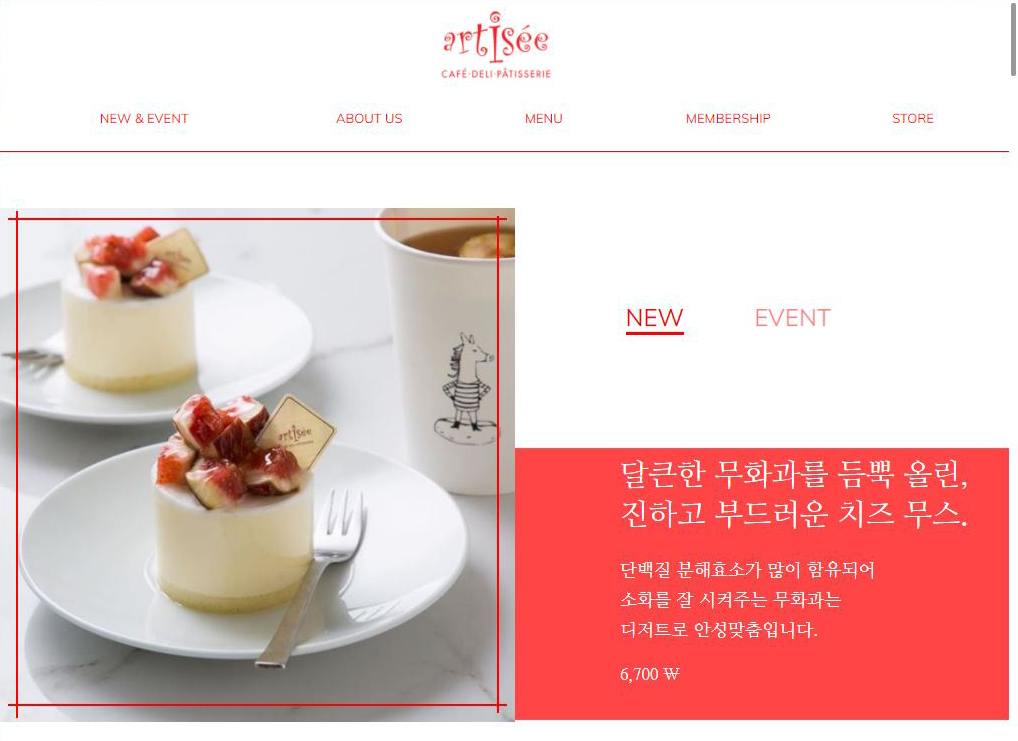 artisée
CAFÉ·DELI·PÂTISSERIE
NEW & EVENT
ABOUT US
MENU
MEMBERSHIP
STORE
NEW
EVENT
artisée
달큰한 무화과를 듬뿍 올린,
진하고 부드러운 치즈 무스.
단백질 분해효소가 많이 함유되어
소화를 잘 시켜주는 무화과는
디저트로 안성맞춤입니다.
6,700 ₩